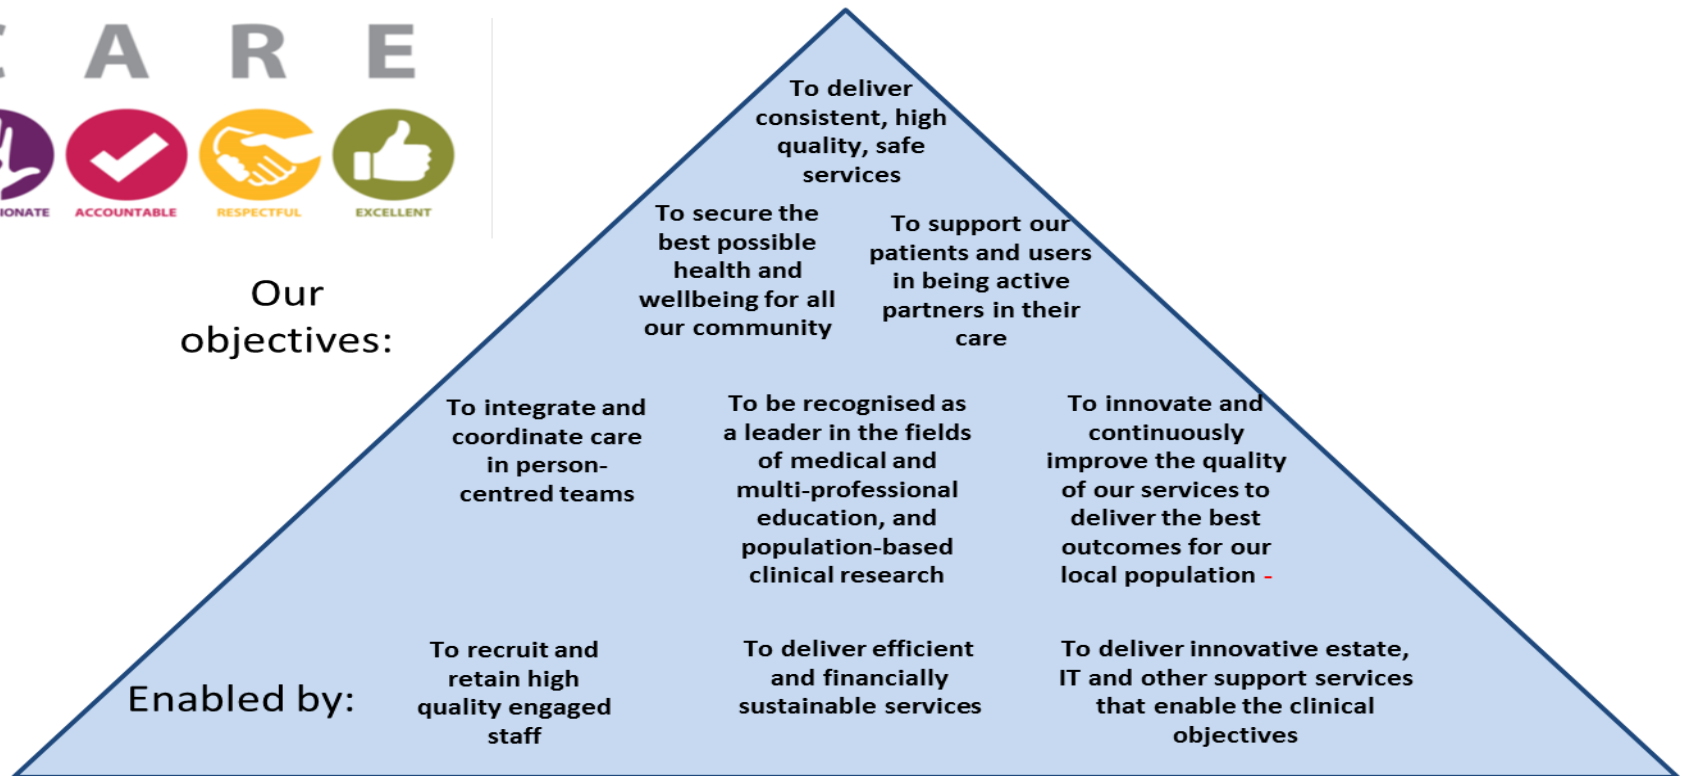 C A R E
IONATE ACCOUNTABLE RESPECTFUL EXCELLENT
Our
objectives:
To deliver
consistent, high
quality, safe
services
To secure the
best possible
health and
wellbeing for all
our community
To support our
patients and users
in being active
partners in their
care
To integrate and
coordinate care
in person-
centred teams
To be recognised as
a leader in the fields
of medical and
multi-professional
education, and
population-based
clinical research
To innovate and
continuously
improve the quality
of our services to
deliver the best
outcomes for our
local population -
Enabled by:
To recruit and
retain high
quality engaged
staff
To deliver efficient
and financially
sustainable services
To deliver innovative estate,
IT and other support services
that enable the clinical
objectives